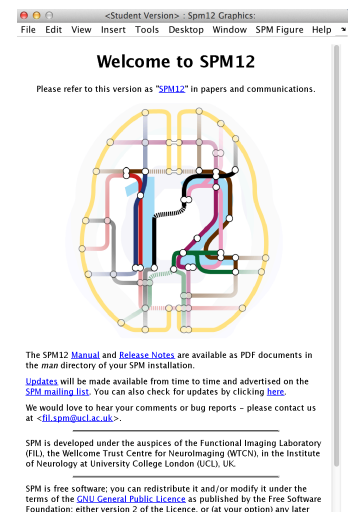 <Student Version> : Spm12 Graphics:
File Edit View Insert Tools Desktop Window SPM Figure Help
Welcome to SPM12
Please refer to this version as "SPM12" in papers and communications.
12
The SPM12 Manual and Release Notes are available as PDF documents in
the man directory of your SPM installation.
Updates will be made available from time to time and advertised on the
SPM mailing list. You can also check for updates by clicking here.
We would love to hear your comments or bug reports - please contact us
at <fil.spm@ucl.ac.uk>.
SPM is developed under the auspices of the Functional Imaging Laboratory
(FIL), the Wellcome Trust Centre for NeuroImaging (WTCN), in the Institute
of Neurology at University College London (UCL), UK.
SPM is free software; you can redistribute it and/or modify it under the
terms of the GNU General Public Licence as published by the Free Software
Foundation; either version 2 of the Licence, or (at your option) any later